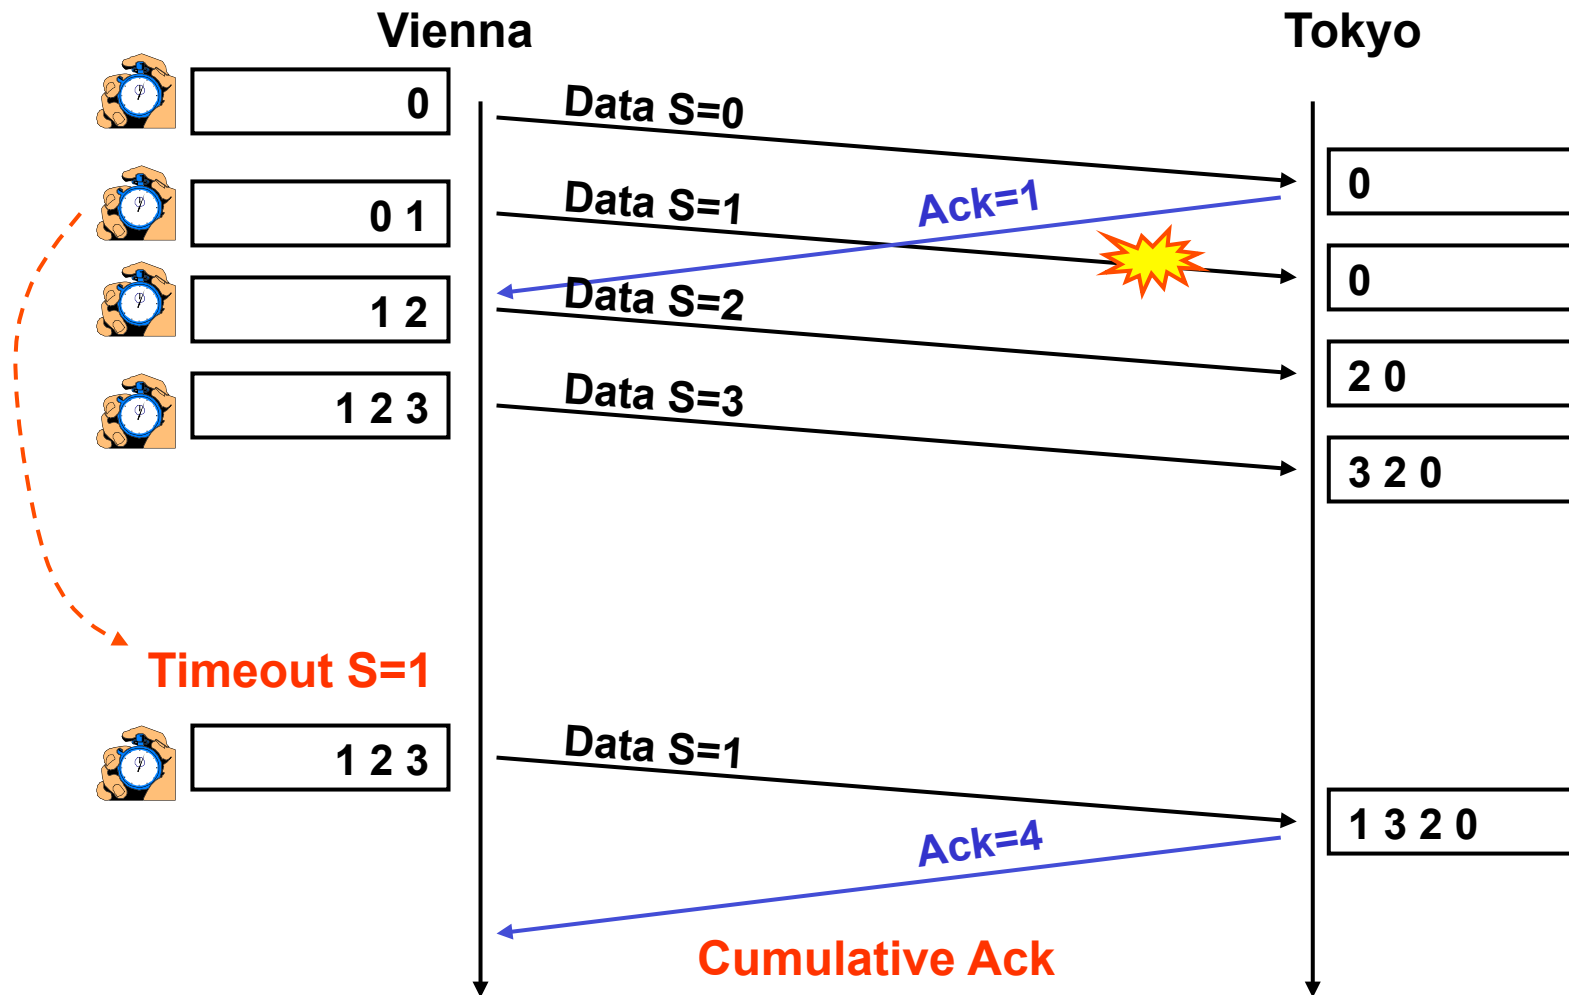 Vienna
Tokyo
0
Data S=0
0
0 1
Data S=1
Ack=1
0
1 2
Data S=2
2 0
1 2 3
Data S=3
3 2 0
Timeout S=1
1 2 3
Data S=1
1 3 2 0
Ack=4
Cumulative Ack